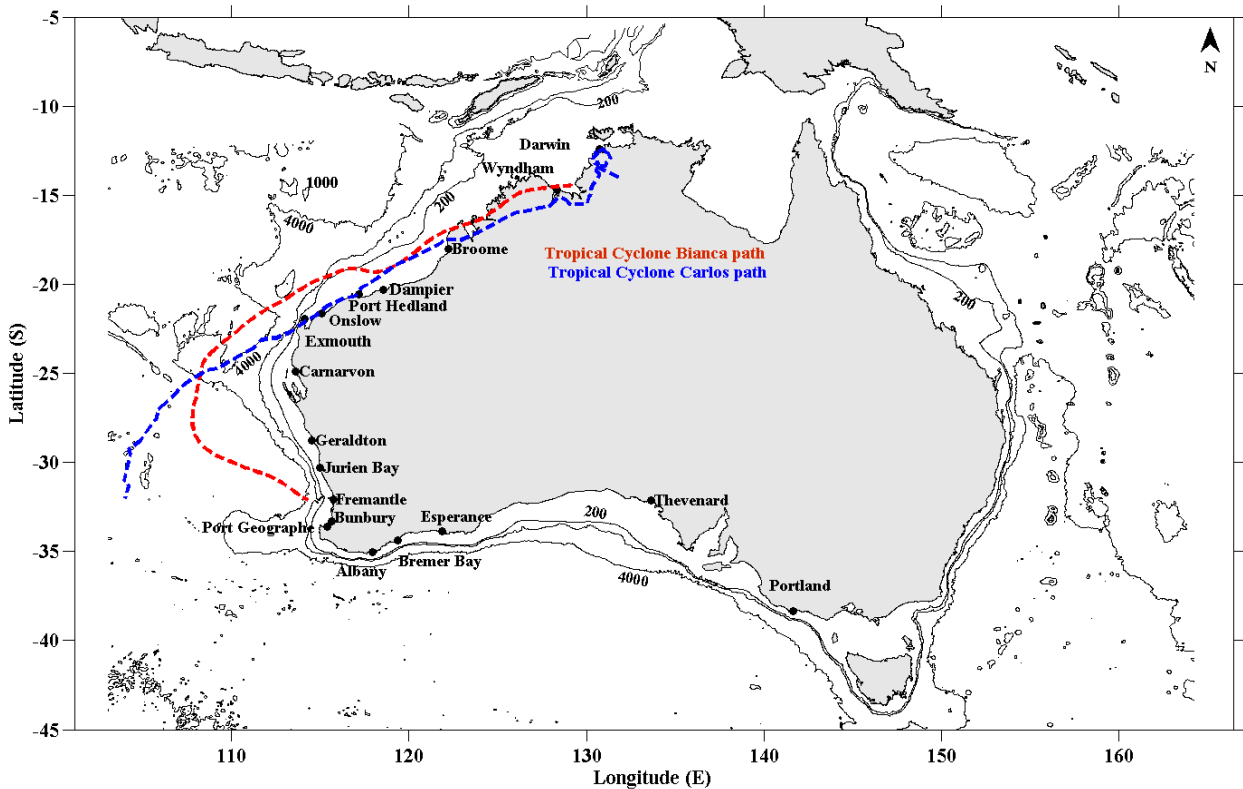 -5
-10
-15
-20
-25
-30
-35
-40
-45
Latitude (S)
N
200
Darwin
Wyndham
1000
200
4000
Tropical Cyclone Bianca path
Tropical Cyclone Carlos path
Broome
Dampier
Port Hedland
Onslow
Exmouth
200
4000
Carnarvon
Geraldton
Jurien Bay
Fremantle
Thevenard
Bunbury
Esperance
200
Port Geographe
Bremer Bay
Albany
4000
Portland
110
120
130
140
150
160
Longitude (E)